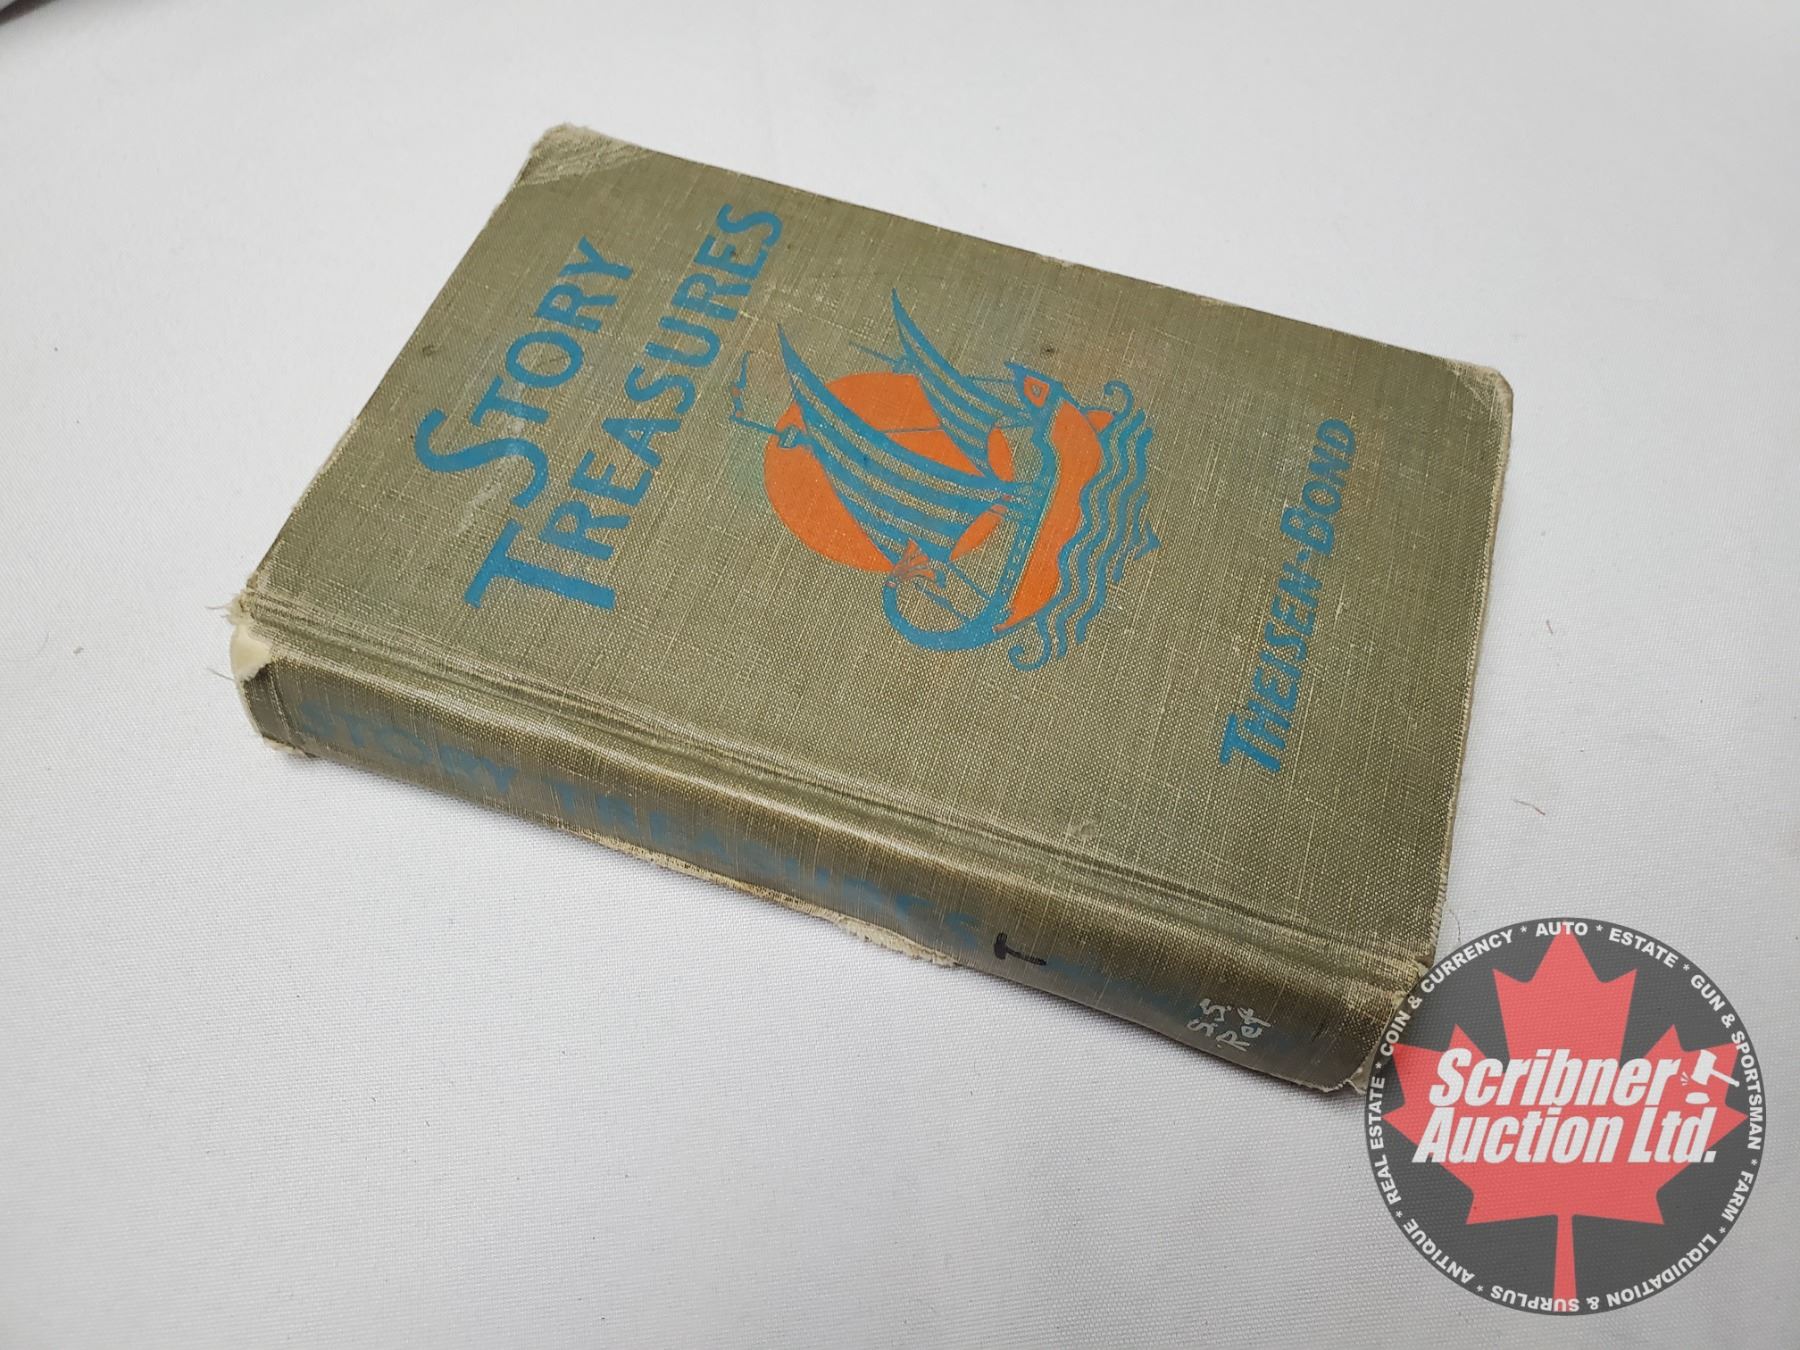 STORY
TREASURES
THEISEN-BOND
STORY TREASURES
T
S.S.
Ref
Scribner
Auction Ltd.
REAL ESTATE * COIN & CURRENCY * AUTO * ESTATE * GUN & SPORTSMAN * FARM * LIQUIDATION & SURPLUS * ANTIQUE *